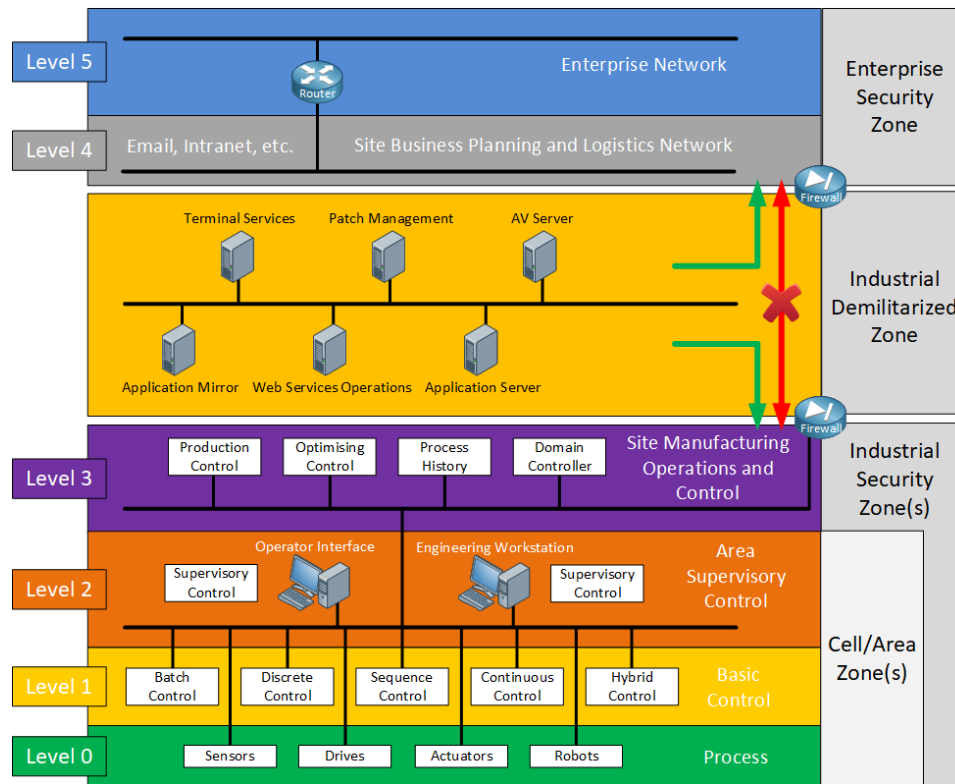 Level 5
Enterprise Network
Router
Enterprise
Security
Zone
Level 4
Email, Intranet, etc.
Site Business Planning and Logistics Network
Firewall
Terminal Services
Patch Management
AV Server
Industrial
Demilitarized
Zone
Application Mirror
Web Services Operations
Application Server
Firewall
Level 3
Production
Control
Optimising
Control
Process
History
Domain
Controller
Site Manufacturing
Operations and
Control
Industrial
Security
Zone(s)
Level 2
Operator Interface
Engineering Workstation
Supervisory
Control
Supervisory
Control
Area
Supervisory
Control
Cell/Area
Zone(s)
Level 1
Batch
Control
Discrete
Control
Sequence
Control
Continuous
Control
Hybrid
Control
Basic
Control
Level 0
Sensors
Drives
Actuators
Robots
Process